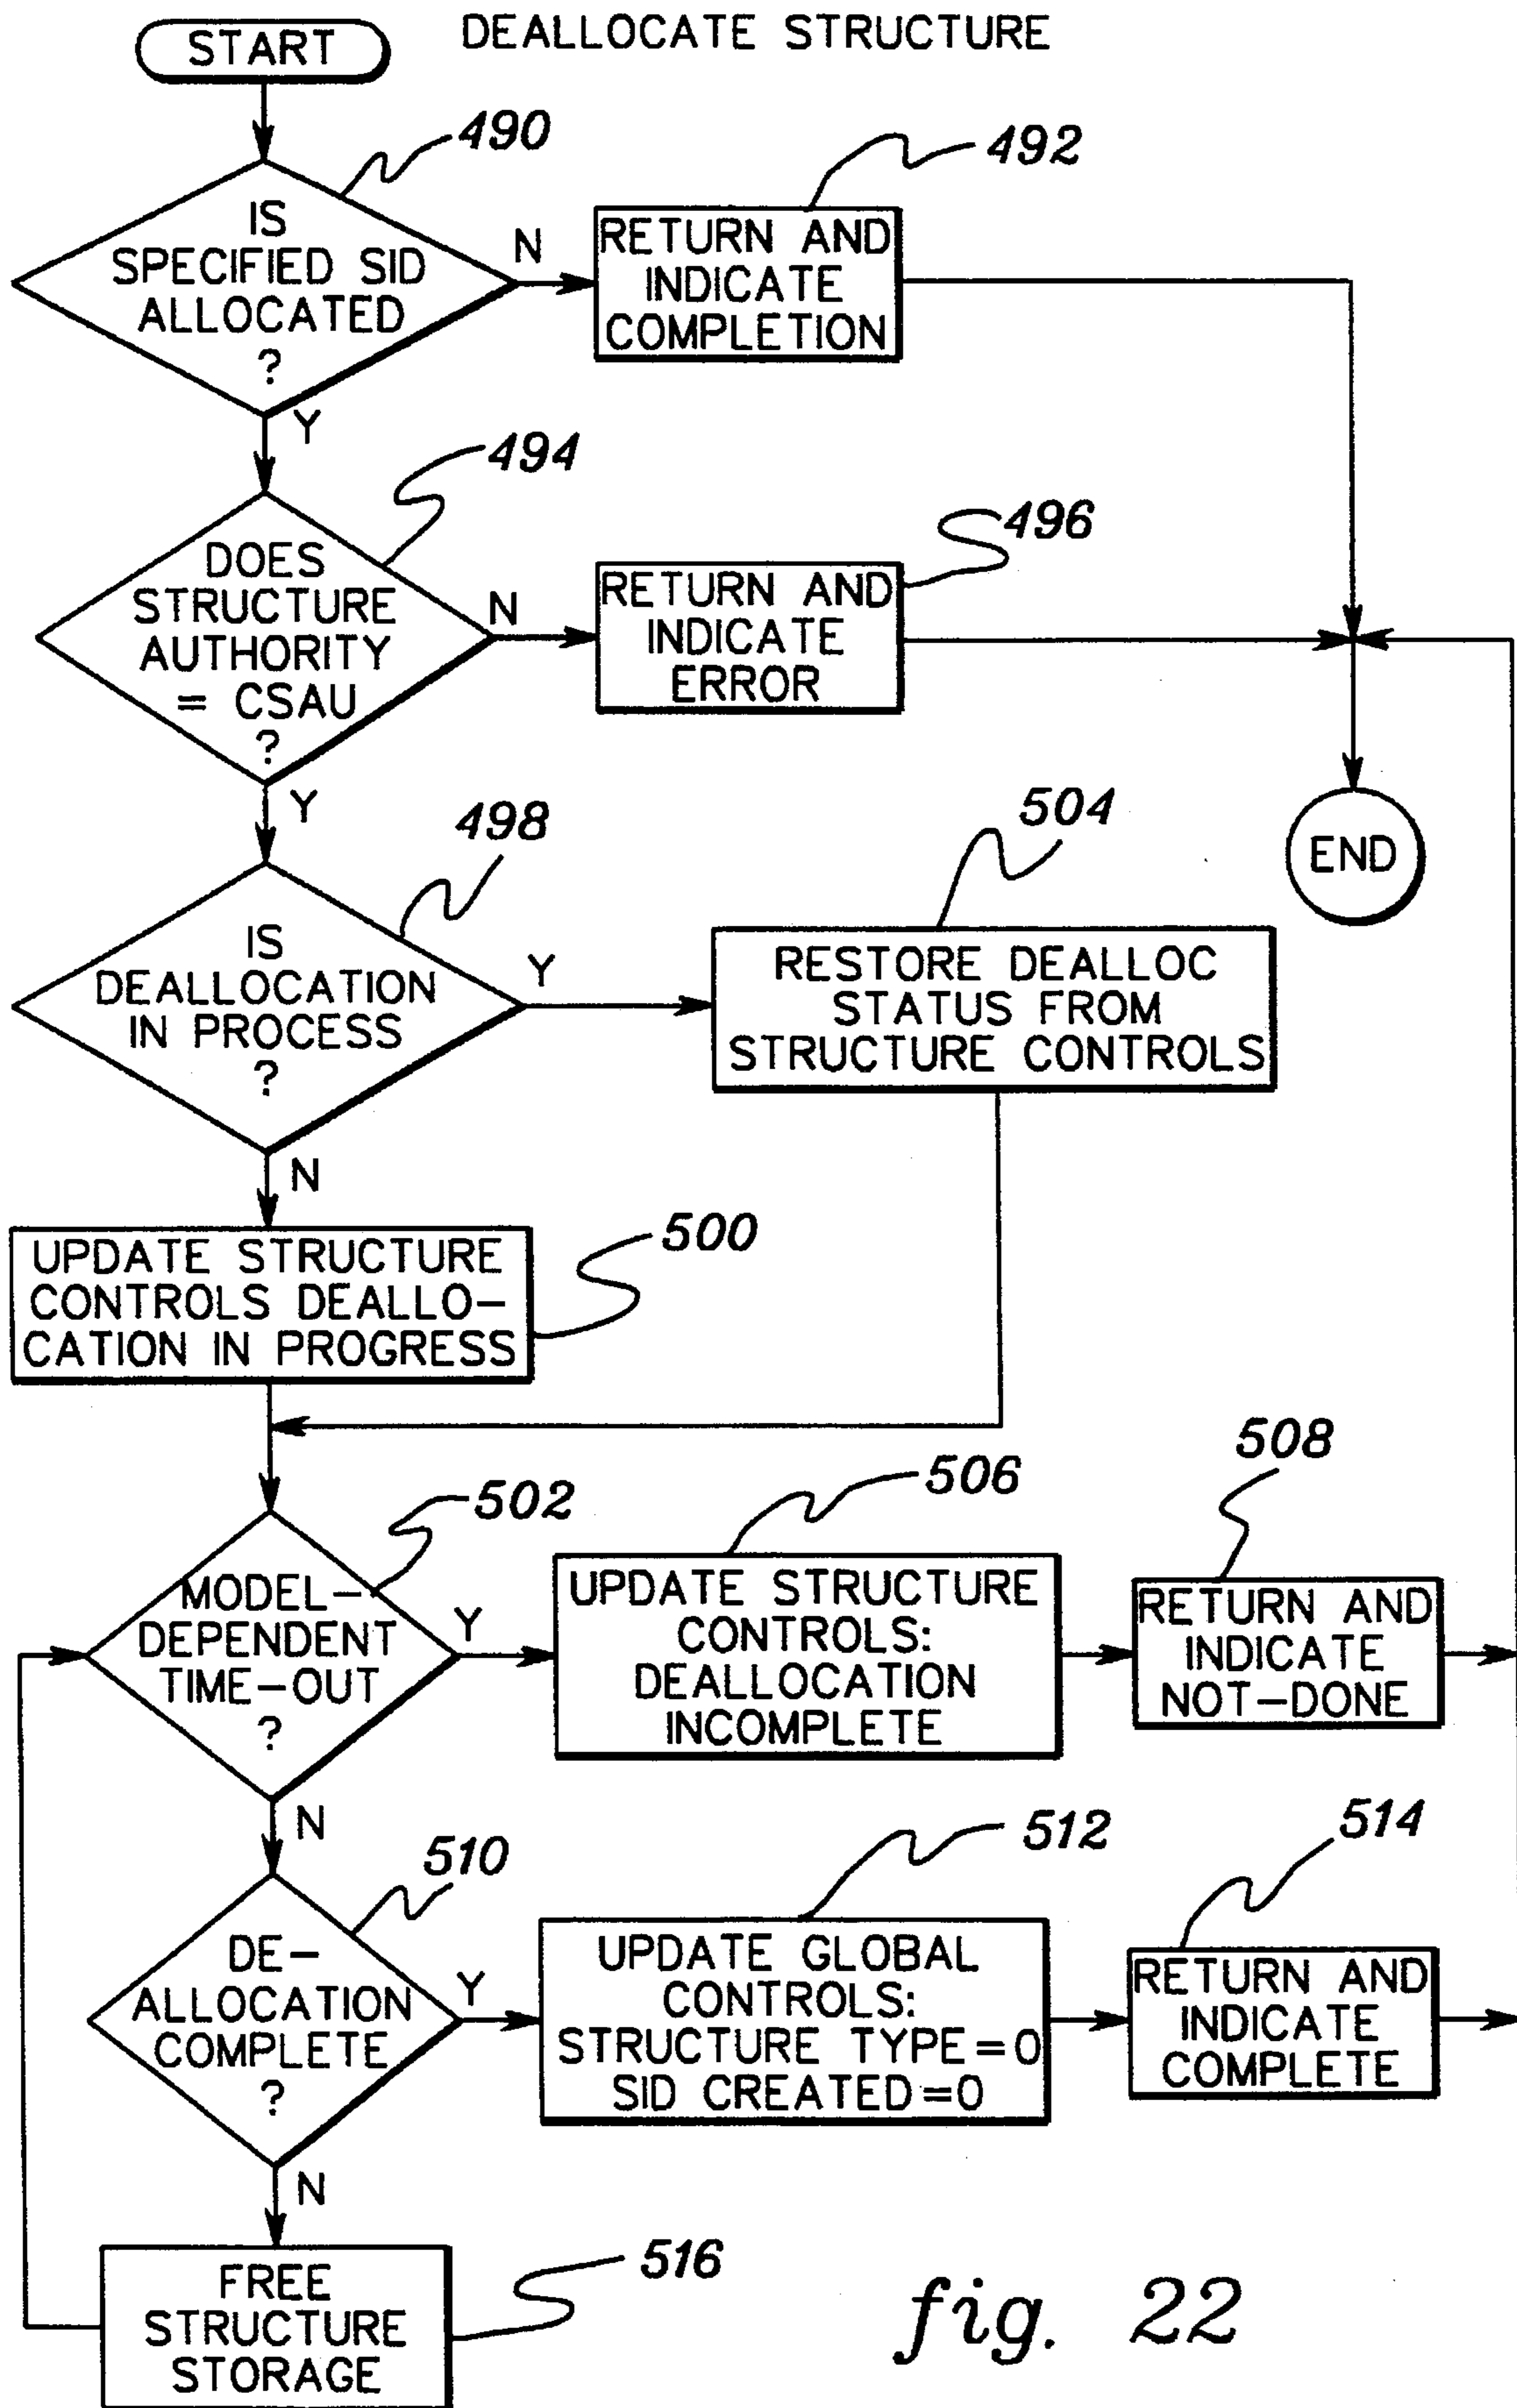 START
DEALLOCATE STRUCTURE
490
492
IS
SPECIFIED SID
ALLOCATED
?
N
RETURN AND
INDICATE
COMPLETION
Y
494
496
DOES
STRUCTURE
AUTHORITY
= CSAU
?
N
RETURN AND
INDICATE
ERROR
Y
498
504
END
IS
DEALLOCATION
IN PROCESS
?
Y
RESTORE DEALLOC
STATUS FROM
STRUCTURE CONTROLS
N
500
UPDATE STRUCTURE
CONTROLS DEALLO-
CATION IN PROGRESS
502
506
508
MODEL-
DEPENDENT
TIME-OUT
?
Y
UPDATE STRUCTURE
CONTROLS:
DEALLOCATION
INCOMPLETE
RETURN AND
INDICATE
NOT-DONE
N
510
512
514
DE-
ALLOCATION
COMPLETE
?
Y
UPDATE GLOBAL
CONTROLS:
STRUCTURE TYPE=0
SID CREATED=0
RETURN AND
INDICATE
COMPLETE
N
516
FREE
STRUCTURE
STORAGE
fig. 22